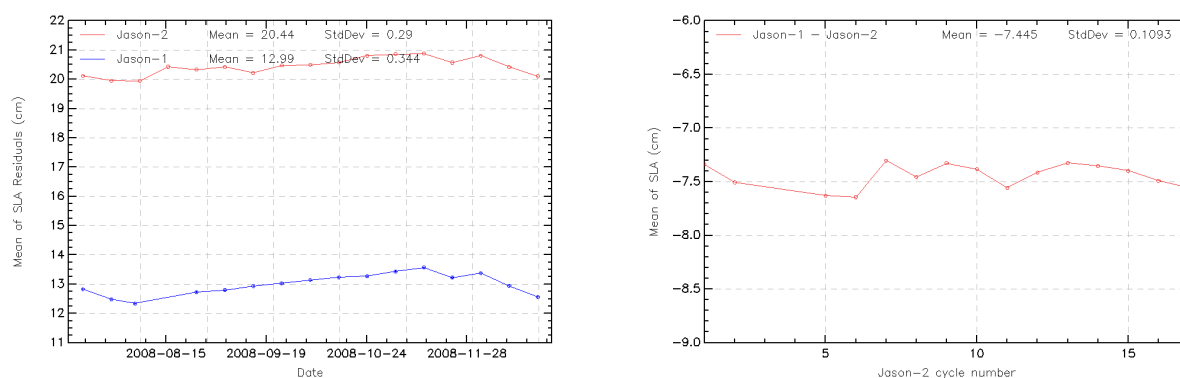 22
21
20
19
18
17
16
15
14
13
12
11
Mean of SLA Residuals (cm)
Jason-2 Mean = 20.44 StdDev = 0.29
Jason-1 Mean = 12.99 StdDev = 0.344
2008-08-15 2008-09-19 2008-10-24 2008-11-28
Date
-6.0
-6.5
-7.0
-7.5
-8.0
-8.5
-9.0
Mean of SLA (cm)
Jason-1 - Jason-2 Mean = -7.445 StdDev = 0.1093
5 10 15
Jason-2 cycle number